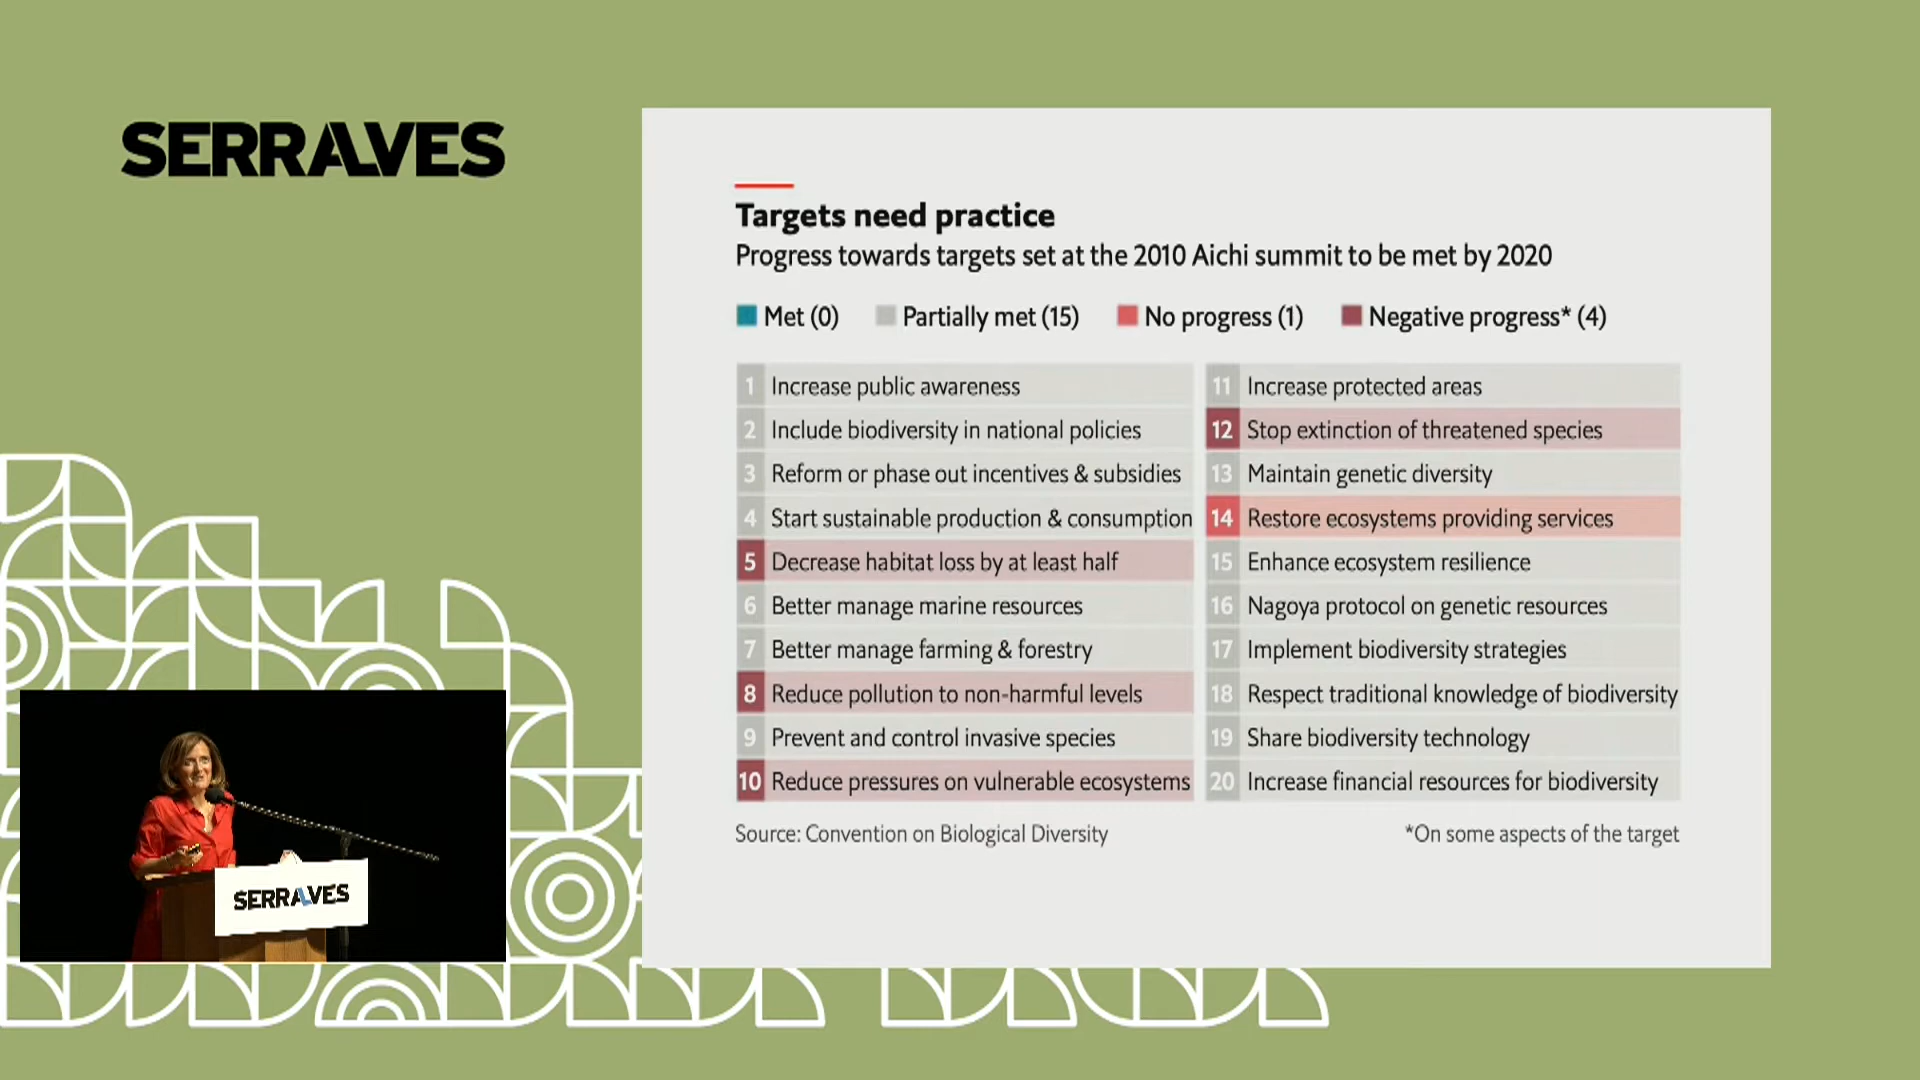 SERRALVES
Targets need practice
Progress towards targets set at the 2010 Aichi summit to be met by 2020
Met (0) Partially met (15) No progress (1) Negative progress* (4)
1 Increase public awareness
2 Include biodiversity in national policies
3 Reform or phase out incentives & subsidies
4 Start sustainable production & consumption
5 Decrease habitat loss by at least half
6 Better manage marine resources
7 Better manage farming & forestry
8 Reduce pollution to non-harmful levels
9 Prevent and control invasive species
10 Reduce pressures on vulnerable ecosystems
11 Increase protected areas
12 Stop extinction of threatened species
13 Maintain genetic diversity
14 Restore ecosystems providing services
15 Enhance ecosystem resilience
16 Nagoya protocol on genetic resources
17 Implement biodiversity strategies
18 Respect traditional knowledge of biodiversity
19 Share biodiversity technology
20 Increase financial resources for biodiversity
Source: Convention on Biological Diversity
*On some aspects of the target
SERRALVES